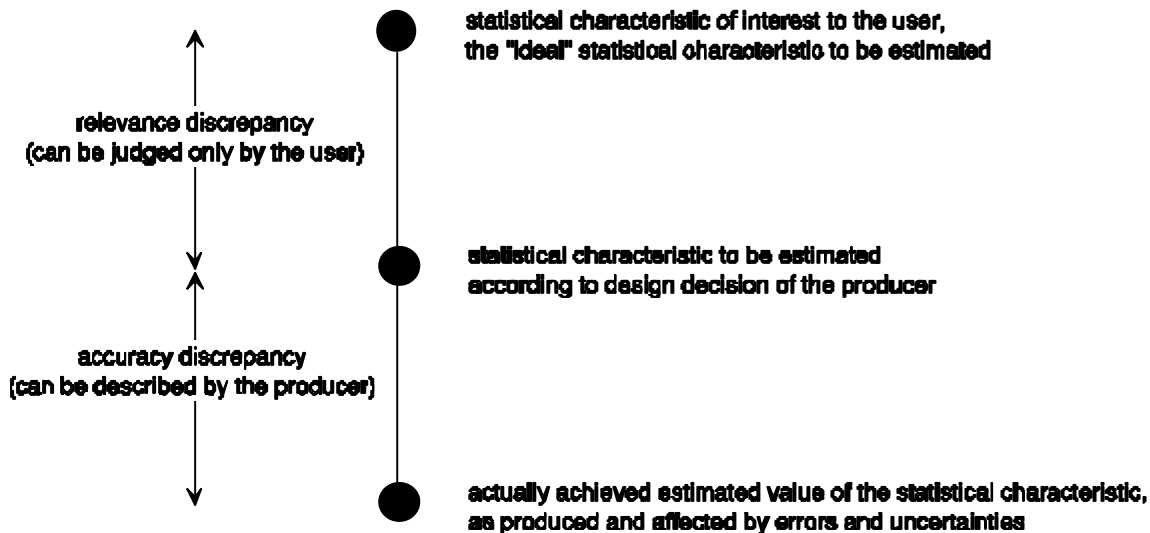 statistical characteristic of interest to the user,
the "ideal" statistical characteristic to be estimated
relevance discrepancy
(can be judged only by the user)
statistical characteristic to be estimated
according to design decision of the producer
accuracy discrepancy
(can be described by the producer)
actually achieved estimated value of the statistical characteristic,
as produced and affected by errors and uncertainties